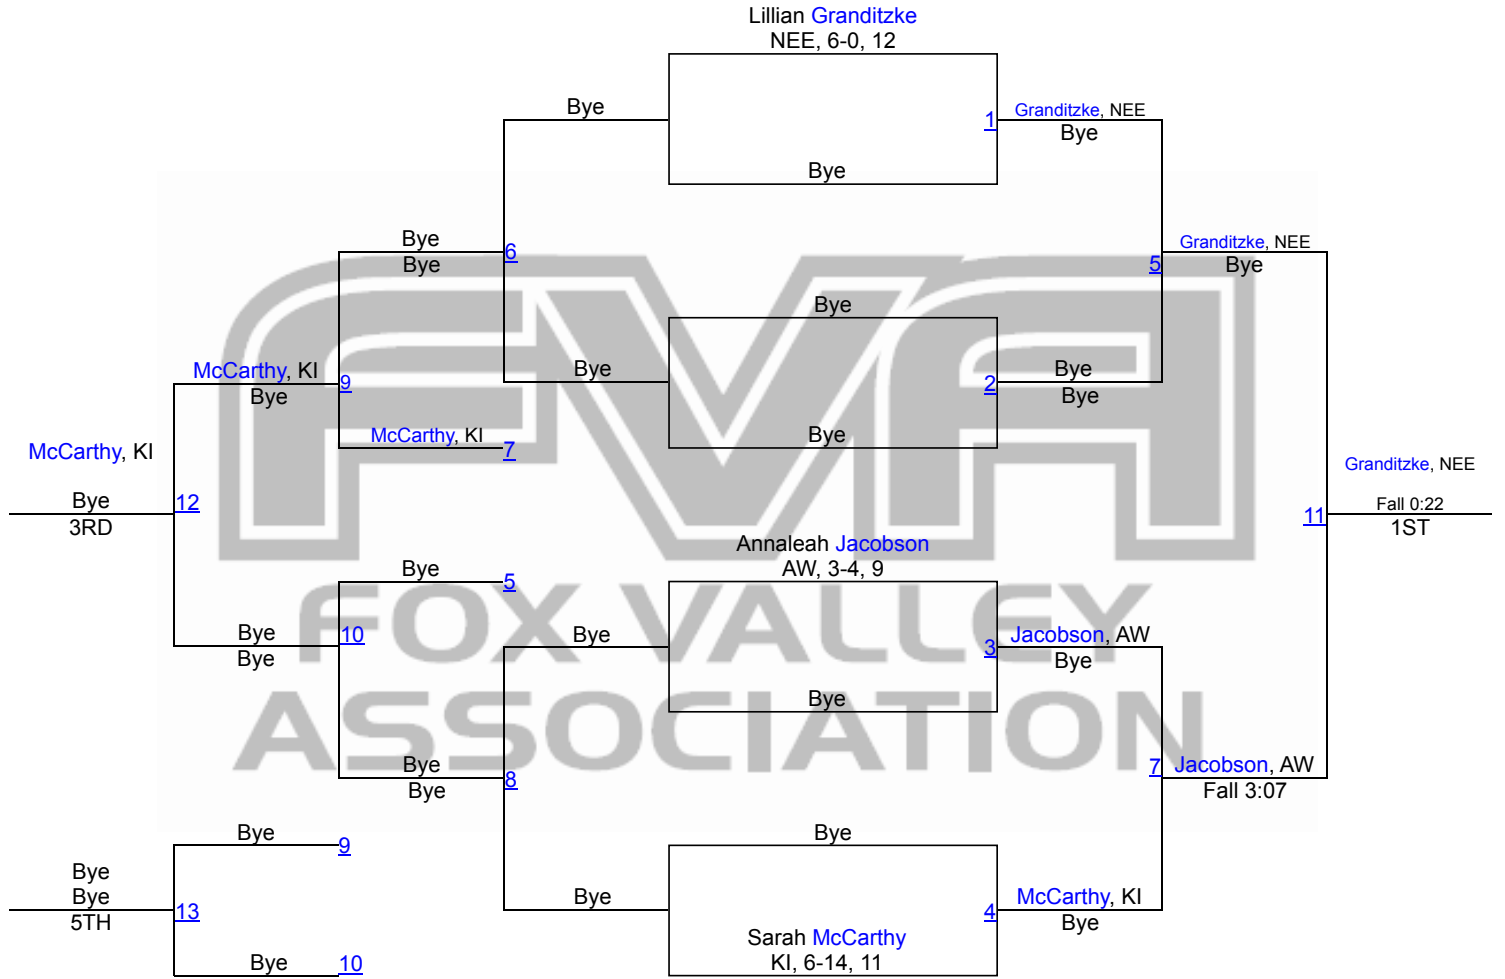 Lillian Granditzke
NEE, 6-0, 12
Bye
1
Granditzke, NEE
Bye
Bye
Bye
Bye
6
Granditzke, NEE
5
Bye
Bye
McCarthy, KI
9
Bye
Bye
2
Bye
Bye
Bye
McCarthy, KI
7
McCarthy, KI
Bye
12
3RD
Granditzke, NEE
Fall 0:22
11
1ST
FVA
FOX VALLEY
ASSOCIATION
Annaleah Jacobson
AW, 3-4, 9
Bye
5
Bye
10
Bye
Bye
3
Jacobson, AW
Bye
Bye
Bye
8
Bye
7
Jacobson, AW
Fall 3:07
Bye
Bye
9
Bye
Bye
5TH
13
Bye
4
McCarthy, KI
Bye
Sarah McCarthy
KI, 6-14, 11
Bye
10